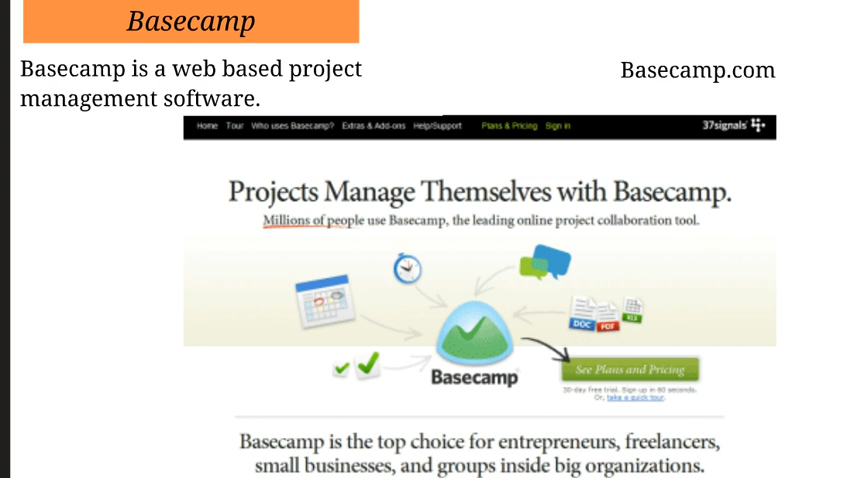 Basecamp
Basecamp is a web based project
management software.
Basecamp.com
Home Tour Who uses Basecamp? Extras & Add-ons Help/Support Plans & Pricing Sign in
37signals
Projects Manage Themselves with Basecamp.
Millions of people use Basecamp, the leading online project collaboration tool.
DOC PDF XLS
Basecamp
See Plans and Pricing
30-day free trial. Sign up in 60 seconds.
Or, take a quick tour.
Basecamp is the top choice for entrepreneurs, freelancers,
small businesses, and groups inside big organizations.